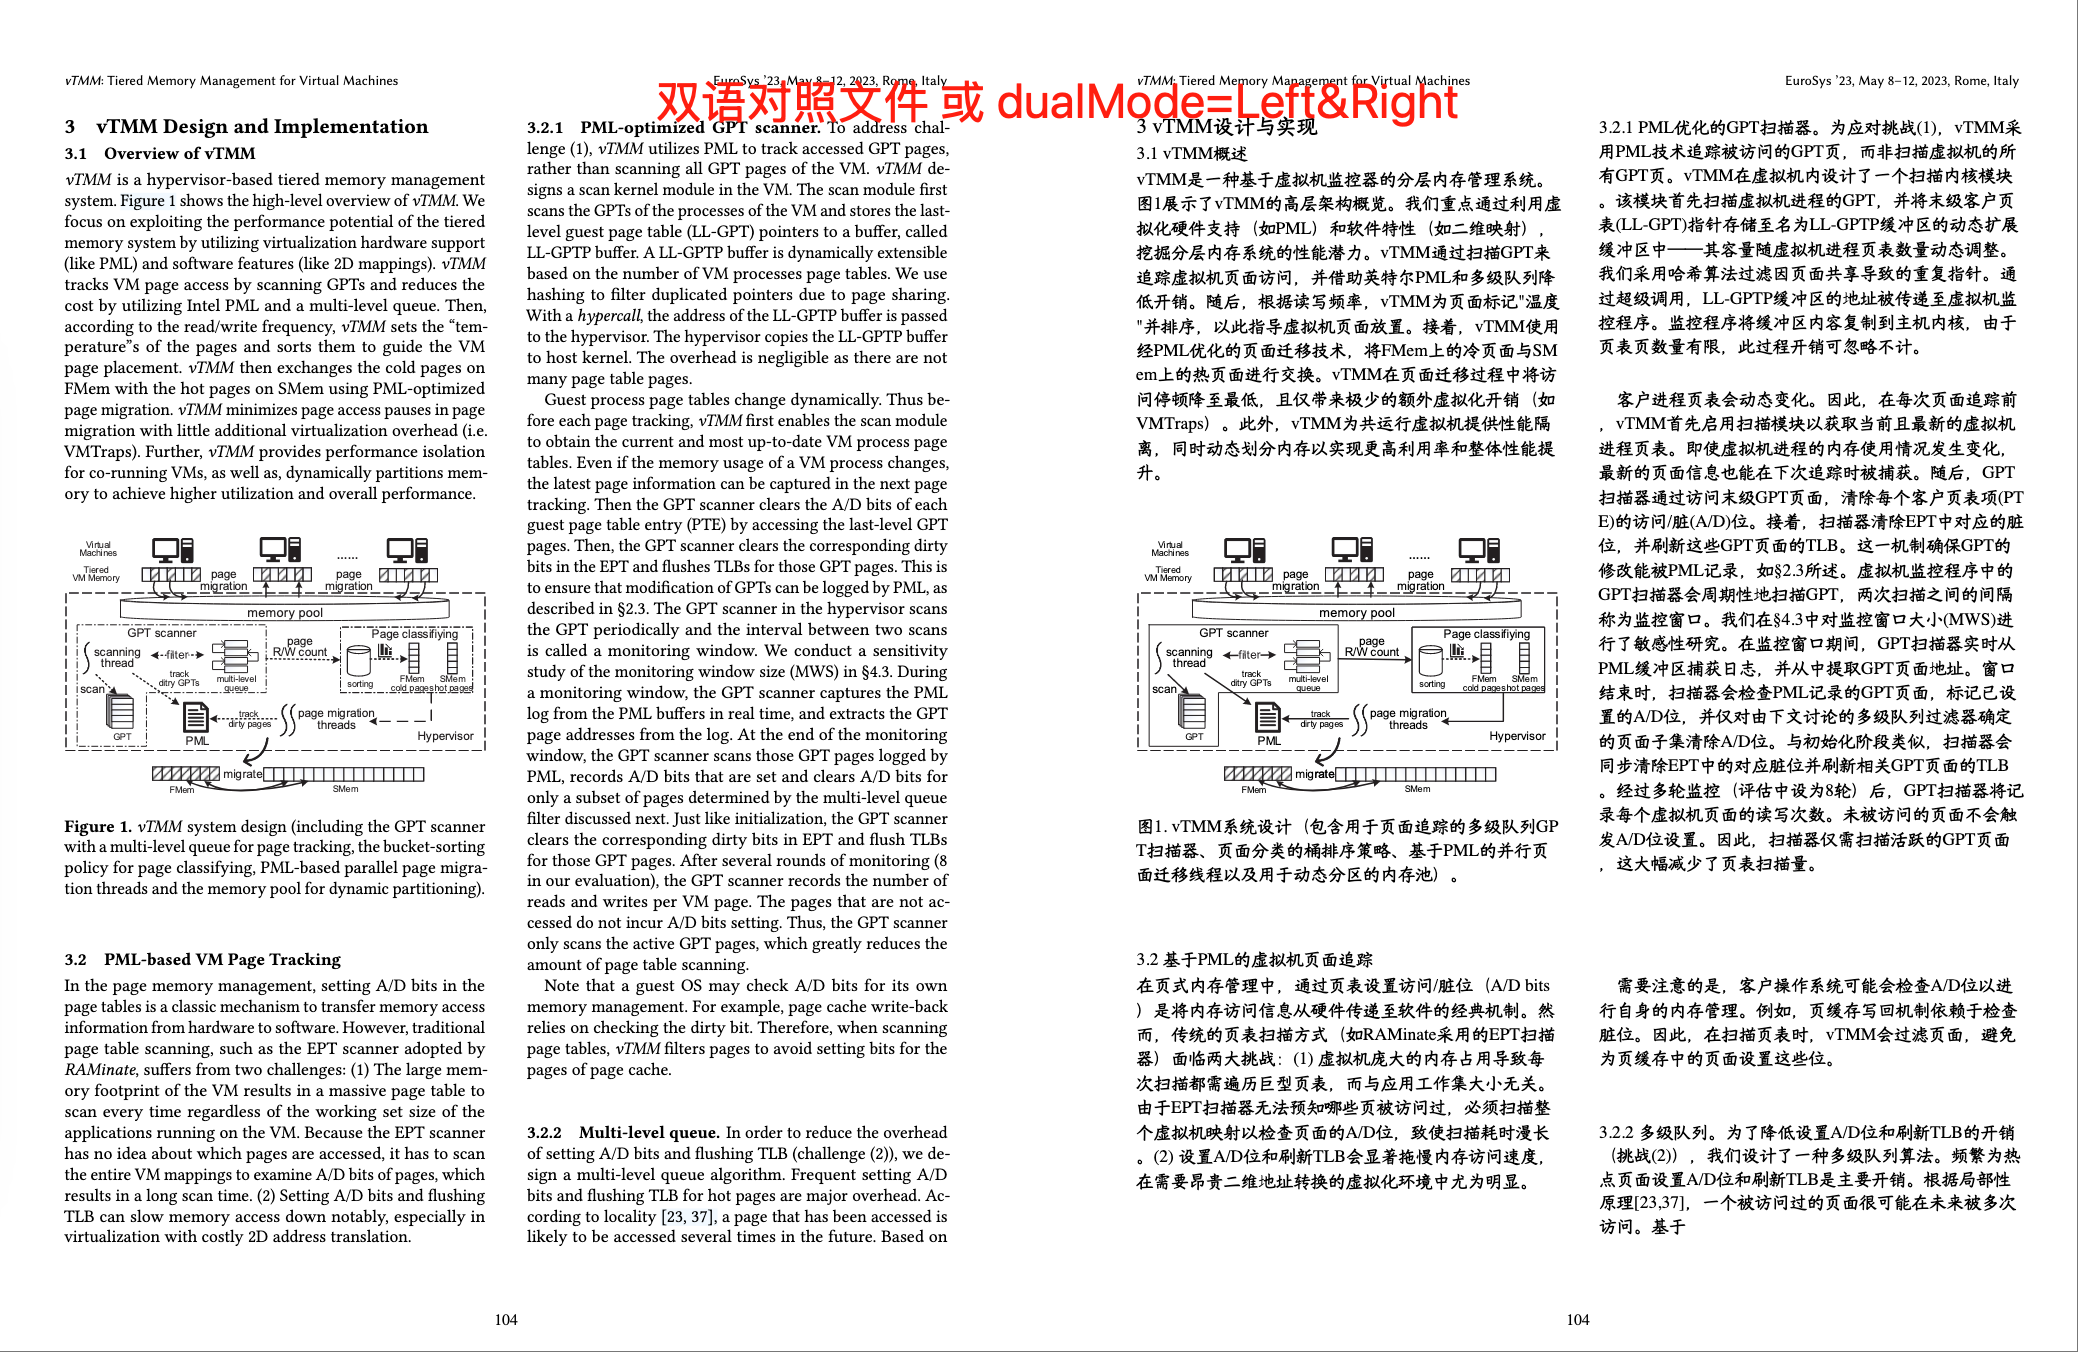 vTMM: Tiered Memory Management for Virtual Machines
EuroSys ’23, May 8–12, 2023, Rome, Italy
双语对照文件 或 dualMode=Left&Right
3 vTMM Design and Implementation
3.1 Overview of vTMM
vTMM is a hypervisor-based tiered memory management
system. Figure 1 shows the high-level overview of vTMM. We
focus on exploiting the performance potential of the tiered
memory system by utilizing virtualization hardware support
(like PML) and software features (like 2D mappings). vTMM
tracks VM page access by scanning GPTs and reduces the
cost by utilizing Intel PML and a multi-level queue. Then,
according to the read/write frequency, vTMM sets the “tem-
perature”s of the pages and sorts them to guide the VM
page placement. vTMM then exchanges the cold pages on
FMem with the hot pages on SMem using PML-optimized
page migration. vTMM minimizes page access pauses in page
migration with little additional virtualization overhead (i.e.
VMTraps). Further, vTMM provides performance isolation
for co-running VMs, as well as, dynamically partitions mem-
ory to achieve higher utilization and overall performance.
Virtual
Machines
......
Tiered
VM Memory
page
migration
page
migration
memory pool
GPT scanner
scanning
thread
filter
multi-level
queue
page
R/W count
Page classifiying
sorting
FMem
cold pages
SMem
hot pages
scan
track
ditry GPTs
GPT
PML
track
dirty pages
page migration
threads
Hypervisor
migrate
FMem
SMem
Figure 1. vTMM system design (including the GPT scanner
with a multi-level queue for page tracking, the bucket-sorting
policy for page classifying, PML-based parallel page migra-
tion threads and the memory pool for dynamic partitioning).
3.2 PML-based VM Page Tracking
In the page memory management, setting A/D bits in the
page tables is a classic mechanism to transfer memory access
information from hardware to software. However, traditional
page table scanning, such as the EPT scanner adopted by
RAMinate, suffers from two challenges: (1) The large mem-
ory footprint of the VM results in a massive page table to
scan every time regardless of the working set size of the
applications running on the VM. Because the EPT scanner
has no idea about which pages are accessed, it has to scan
the entire VM mappings to examine A/D bits of pages, which
results in a long scan time. (2) Setting A/D bits and flushing
TLB can slow memory access down notably, especially in
virtualization with costly 2D address translation.
3.2.1 PML-optimized GPT scanner. To address chal-
lenge (1), vTMM utilizes PML to track accessed GPT pages,
rather than scanning all GPT pages of the VM. vTMM de-
signs a scan kernel module in the VM. The scan module first
scans the GPTs of the processes of the VM and stores the last-
level guest page table (LL-GPT) pointers to a buffer, called
LL-GPTP buffer. A LL-GPTP buffer is dynamically extensible
based on the number of VM processes page tables. We use
hashing to filter duplicated pointers due to page sharing.
With a hypercall, the address of the LL-GPTP buffer is passed
to the hypervisor. The hypervisor copies the LL-GPTP buffer
to host kernel. The overhead is negligible as there are not
many page table pages.
Guest process page tables change dynamically. Thus be-
fore each page tracking, vTMM first enables the scan module
to obtain the current and most up-to-date VM process page
tables. Even if the memory usage of a VM process changes,
the latest page information can be captured in the next page
tracking. Then the GPT scanner clears the A/D bits of each
guest page table entry (PTE) by accessing the last-level GPT
pages. Then, the GPT scanner clears the corresponding dirty
bits in the EPT and flushes TLBs for those GPT pages. This is
to ensure that modification of GPTs can be logged by PML, as
described in §2.3. The GPT scanner in the hypervisor scans
the GPT periodically and the interval between two scans
is called a monitoring window. We conduct a sensitivity
study of the monitoring window size (MWS) in §4.3. During
a monitoring window, the GPT scanner captures the PML
log from the PML buffers in real time, and extracts the GPT
page addresses from the log. At the end of the monitoring
window, the GPT scanner scans those GPT pages logged by
PML, records A/D bits that are set and clears A/D bits for
only a subset of pages determined by the multi-level queue
filter discussed next. Just like initialization, the GPT scanner
clears the corresponding dirty bits in EPT and flush TLBs
for those GPT pages. After several rounds of monitoring (8
in our evaluation), the GPT scanner records the number of
reads and writes per VM page. The pages that are not ac-
cessed do not incur A/D bits setting. Thus, the GPT scanner
only scans the active GPT pages, which greatly reduces the
amount of page table scanning.
Note that a guest OS may check A/D bits for its own
memory management. For example, page cache write-back
relies on checking the dirty bit. Therefore, when scanning
page tables, vTMM filters pages to avoid setting bits for the
pages of page cache.
3.2.2 Multi-level queue. In order to reduce the overhead
of setting A/D bits and flushing TLB (challenge (2)), we de-
sign a multi-level queue algorithm. Frequent setting A/D
bits and flushing TLB for hot pages are major overhead. Ac-
cording to locality [23, 37], a page that has been accessed is
likely to be accessed several times in the future. Based on
104
vTMM: Tiered Memory Management for Virtual Machines
EuroSys ’23, May 8–12, 2023, Rome, Italy
3 vTMM设计与实现
3.1 vTMM概述
vTMM是一种基于虚拟机监控器的分层内存管理系统。
图1展示了vTMM的高层架构概览。我们重点通过利用虚
拟化硬件支持（如PML）和软件特性（如二维映射），
挖掘分层内存系统的性能潜力。vTMM通过扫描GPT来
追踪虚拟机页面访问，并借助英特尔PML和多级队列降
低开销。随后，根据读写频率，vTMM为页面标记"温度
"并排序，以此指导虚拟机页面放置。接着，vTMM使用
经PML优化的页面迁移技术，将FMem上的冷页面与SM
em上的热页面进行交换。vTMM在页面迁移过程中将访
问停顿降至最低，且仅带来极少的额外虚拟化开销（如
VMTraps）。此外，vTMM为共运行虚拟机提供性能隔
离，同时动态划分内存以实现更高利用率和整体性能提
升。
Virtual
Machines
......
Tiered
VM Memory
page
migration
page
migration
memory pool
GPT scanner
scanning
thread
filter
multi-level
queue
page
R/W count
Page classifiying
sorting
FMem
cold pages
SMem
hot pages
scan
track
ditry GPTs
GPT
PML
track
dirty pages
page migration
threads
Hypervisor
migrate
FMem
SMem
图1. vTMM系统设计（包含用于页面追踪的多级队列GP
T扫描器、页面分类的桶排序策略、基于PML的并行页
面迁移线程以及用于动态分区的内存池）。
3.2 基于PML的虚拟机页面追踪
在页式内存管理中，通过页表设置访问/脏位（A/D bits
）是将内存访问信息从硬件传递至软件的经典机制。然
而，传统的页表扫描方式（如RAMinate采用的EPT扫描
器）面临两大挑战：(1) 虚拟机庞大的内存占用导致每
次扫描都需遍历巨型页表，而与应用工作集大小无关。
由于EPT扫描器无法预知哪些页被访问过，必须扫描整
个虚拟机映射以检查页面的A/D位，致使扫描耗时漫长
。(2) 设置A/D位和刷新TLB会显著拖慢内存访问速度，
在需要昂贵二维地址转换的虚拟化环境中尤为明显。
3.2.1 PML优化的GPT扫描器。为应对挑战(1)，vTMM采
用PML技术追踪被访问的GPT页，而非扫描虚拟机的所
有GPT页。vTMM在虚拟机内设计了一个扫描内核模块
。该模块首先扫描虚拟机进程的GPT，并将末级客户页
表(LL-GPT)指针存储至名为LL-GPTP缓冲区的动态扩展
缓冲区中——其容量随虚拟机进程页表数量动态调整。
我们采用哈希算法过滤因页面共享导致的重复指针。通
过超级调用，LL-GPTP缓冲区的地址被传递至虚拟机监
控程序。监控程序将缓冲区内容复制到主机内核，由于
页表页数量有限，此过程开销可忽略不计。
客户进程页表会动态变化。因此，在每次页面追踪前
，vTMM首先启用扫描模块以获取当前且最新的虚拟机
进程页表。即使虚拟机进程的内存使用情况发生变化，
最新的页面信息也能在下次追踪时被捕获。随后，GPT
扫描器通过访问末级GPT页面，清除每个客户页表项(PT
E)的访问/脏(A/D)位。接着，扫描器清除EPT中对应的脏
位，并刷新这些GPT页面的TLB。这一机制确保GPT的
修改能被PML记录，如§2.3所述。虚拟机监控程序中的
GPT扫描器会周期性地扫描GPT，两次扫描之间的间隔
称为监控窗口。我们在§4.3中对监控窗口大小(MWS)进
行了敏感性研究。在监控窗口期间，GPT扫描器实时从
PML缓冲区捕获日志，并从中提取GPT页面地址。窗口
结束时，扫描器会检查PML记录的GPT页面，标记已设
置的A/D位，并仅对由下文讨论的多级队列过滤器确定
的页面子集清除A/D位。与初始化阶段类似，扫描器会
同步清除EPT中的对应脏位并刷新相关GPT页面的TLB
。经过多轮监控（评估中设为8轮）后，GPT扫描器将记
录每个虚拟机页面的读写次数。未被访问的页面不会触
发A/D位设置。因此，扫描器仅需扫描活跃的GPT页面
，这大幅减少了页表扫描量。
需要注意的是，客户操作系统可能会检查A/D位以进
行自身的内存管理。例如，页缓存写回机制依赖于检查
脏位。因此，在扫描页表时，vTMM会过滤页面，避免
为页缓存中的页面设置这些位。
3.2.2 多级队列。为了降低设置A/D位和刷新TLB的开销
（挑战(2)），我们设计了一种多级队列算法。频繁为热
点页面设置A/D位和刷新TLB是主要开销。根据局部性
原理[23,37]，一个被访问过的页面很可能在未来被多次
访问。基于
104